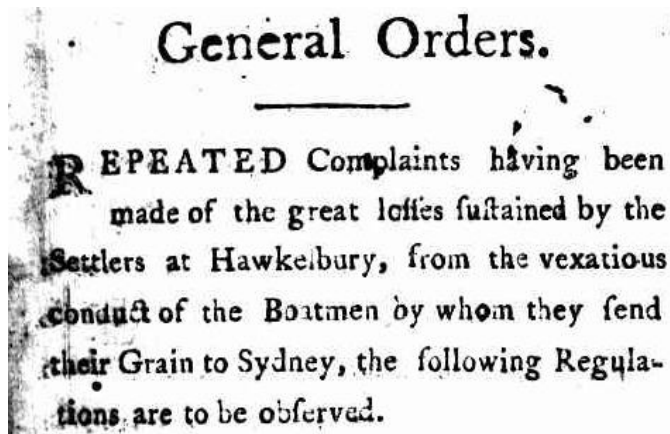 General Orders.
REPEATED Complaints having been
made of the great loſſes ſuſtained by the
Settlers at Hawkeſbury, from the vexatious
conduct of the Boatmen by whom they ſend
their Grain to Sydney, the following Regula-
tions are to be obſerved.